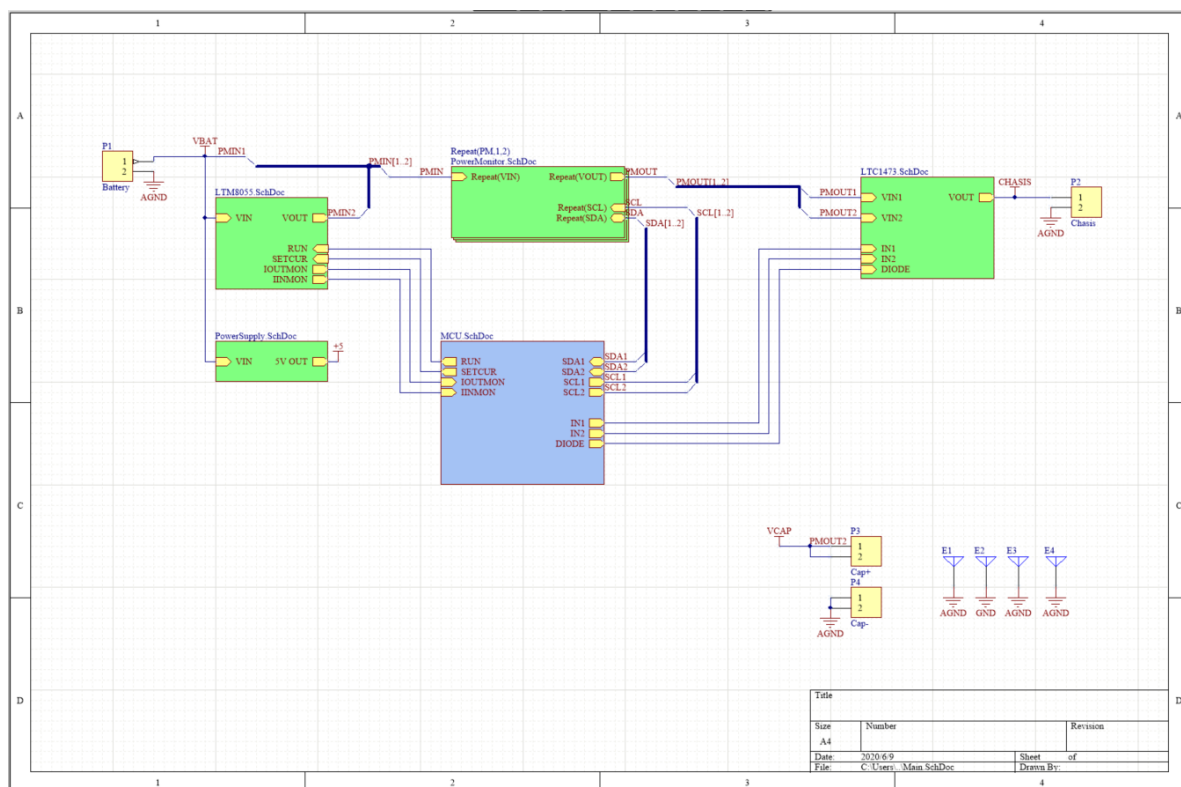 1
2
3
4
A
A
P1
1
2
Battery
AGND
VBAT
PMIN1
PMIN[1..2]
PMIN
Repeat(PM,1,2)
PowerMonitor.SchDoc
Repeat(VIN)
Repeat(VOUT)
Repeat(SCL)
Repeat(SDA)
PMOUT
PMOUT[1..2]
SCL
SDA
SCL[1..2]
SDA[1..2]
LTC1473.SchDoc
PMOUT1
VIN1
VOUT
PMOUT2
VIN2
IN1
IN2
DIODE
CHASIS
P2
1
2
Chasis
AGND
LTM8055.SchDoc
VIN
VOUT
PMIN2
RUN
SETCUR
IOUTMON
IINMON
B
B
PowerSupply.SchDoc
VIN
5V OUT
+5
MCU.SchDoc
RUN
SETCUR
IOUTMON
IINMON
SDA1
SDA2
SCL1
SCL2
SDA1
SDA2
SCL1
SCL2
IN1
IN2
DIODE
C
C
VCAP
PMOUT2
P3
1
2
Cap+
P4
1
2
Cap-
AGND
E1
E2
E3
E4
AGND
GND
AGND
AGND
D
D
Title
Size
Number
Revision
A4
Date:
2020/6/9
Sheet of
File:
C:\Users\..\Main.SchDoc
Drawn By:
1
2
3
4